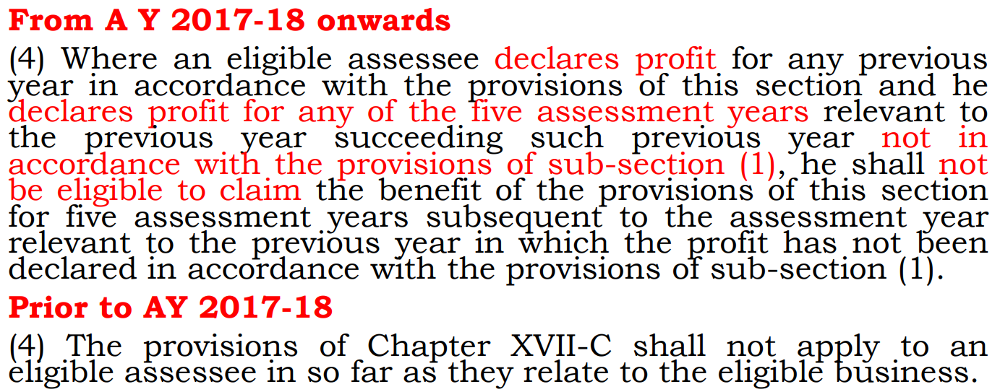 From A Y 2017-18 onwards
(4) Where an eligible assessee declares profit for any previous
year in accordance with the provisions of this section and he
declares profit for any of the five assessment years relevant to
the previous year succeeding such previous year not in
accordance with the provisions of sub-section (1), he shall not
be eligible to claim the benefit of the provisions of this section
for five assessment years subsequent to the assessment year
relevant to the previous year in which the profit has not been
declared in accordance with the provisions of sub-section (1).
Prior to AY 2017-18
(4) The provisions of Chapter XVII-C shall not apply to an
eligible assessee in so far as they relate to the eligible business.